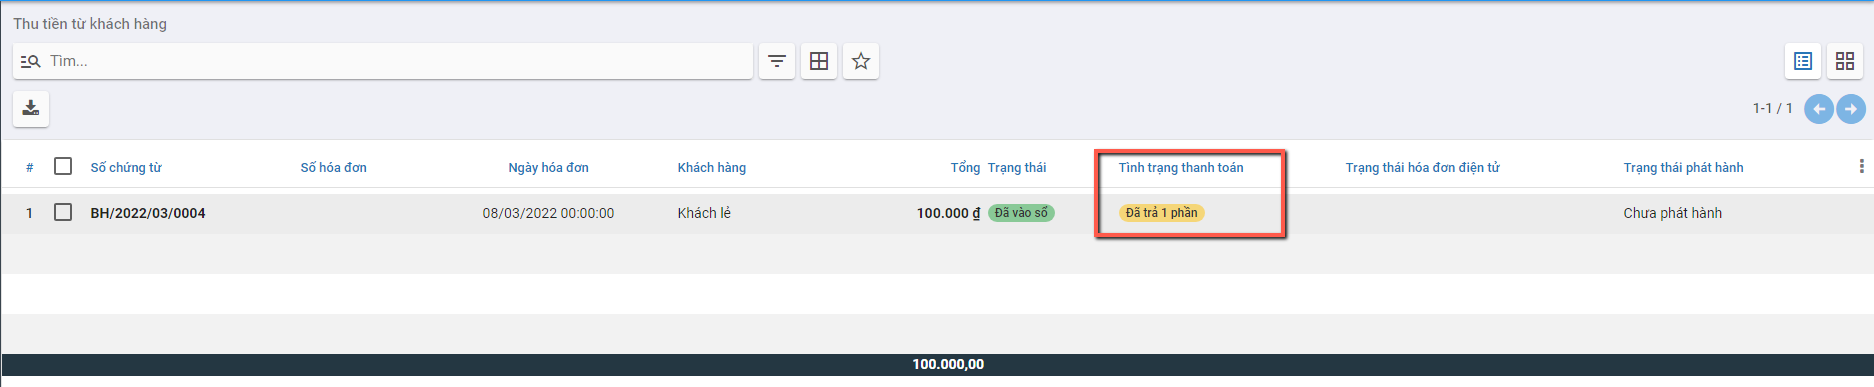 Thu tiền từ khách hàng
Tìm...
1-1 / 1
# Số chứng từ Số hóa đơn Ngày hóa đơn Khách hàng Tổng Trạng thái Tình trạng thanh toán Trạng thái hóa đơn điện tử Trạng thái phát hành
1 BH/2022/03/0004 08/03/2022 00:00:00 Khách lẻ 100.000 ₫ Đã vào sổ Đã trả 1 phần Chưa phát hành
100.000,00